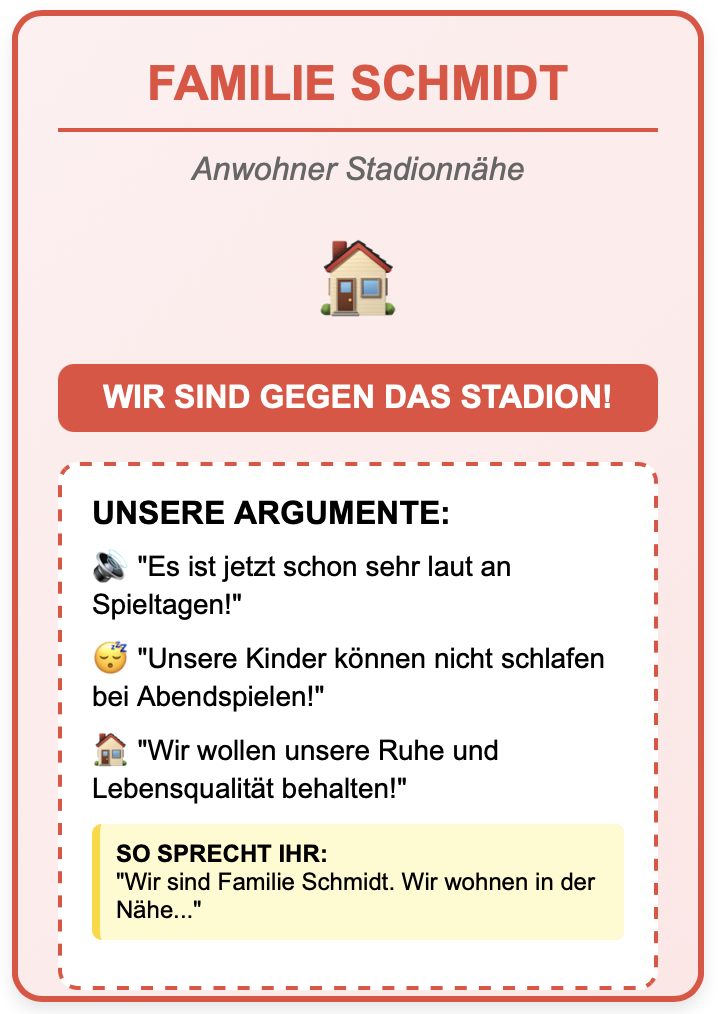 FAMILIE SCHMIDT
Anwohner Stadionnähe
WIR SIND GEGEN DAS STADION!
UNSERE ARGUMENTE:
"Es ist jetzt schon sehr laut an
Spieltagen!"
"Unsere Kinder können nicht schlafen
bei Abendspielen!"
"Wir wollen unsere Ruhe und
Lebensqualität behalten!"
SO SPRECHT IHR:
"Wir sind Familie Schmidt. Wir wohnen in der
Nähe..."